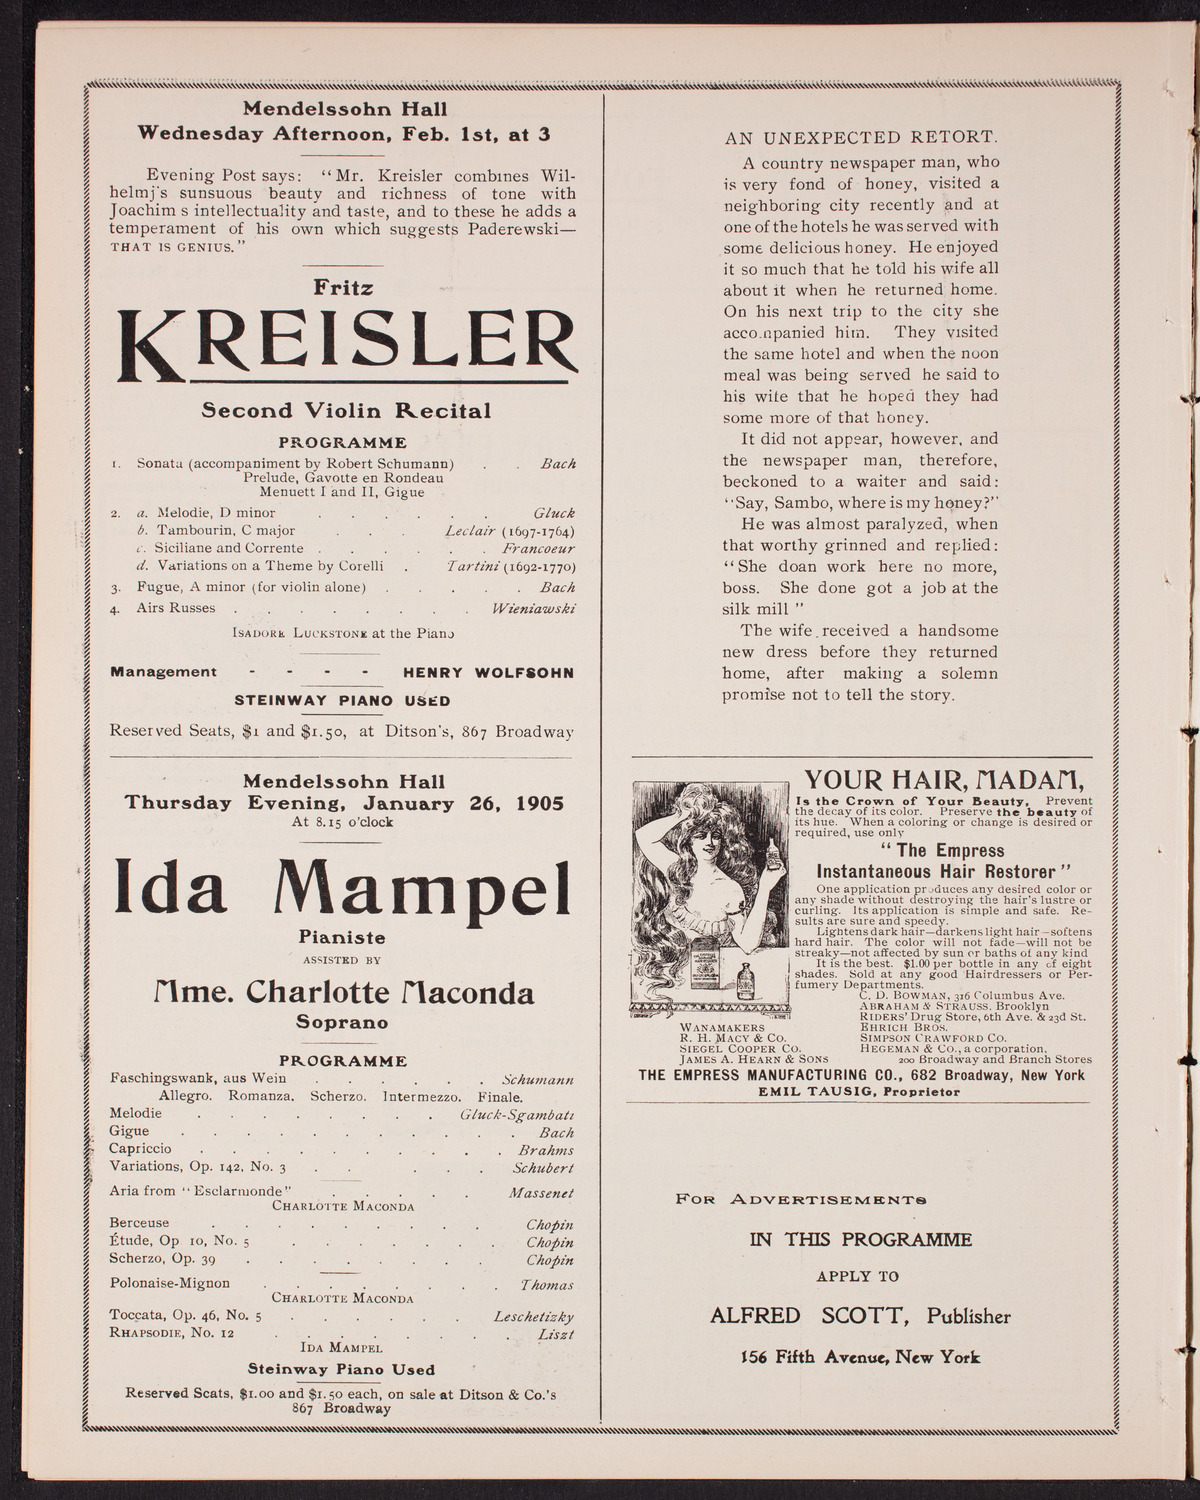 Mendelssohn Hall
Wednesday Afternoon, Feb. 1st, at 3
Evening Post says: “Mr. Kreisler combines Wil-
helmj's sunsuous beauty and richness of tone with
Joachim s intellectuality and taste, and to these he adds a
temperament of his own which suggests Paderewski—
THAT IS GENIUS.”
Fritz
KREISLER
Second Violin Recital
PROGRAMME
1. Sonata (accompaniment by Robert Schumann) . . Bach
Prelude, Gavotte en Rondeau
Menuett I and II, Gigue
2. a. Melodie, D minor . . . . . . Gluck
b. Tambourin, C major . . . Leclair (1697-1764)
c. Siciliane and Corrente . . . . . . Francoeur
d. Variations on a Theme by Corelli . Tartini (1692-1770)
3. Fugue, A minor (for violin alone) . . . . . Bach
4. Airs Russes . . . . . . . . Wieniawski
ISADORE LUCKSTONE at the Piano
Management - - - - HENRY WOLFSOHN
STEINWAY PIANO USED
Reserved Seats, $1 and $1.50, at Ditson's, 867 Broadway
Mendelssohn Hall
Thursday Evening, January 26, 1905
At 8.15 o'clock
Ida Mampel
Pianiste
ASSISTED BY
Mme. Charlotte Maconda
Soprano
PROGRAMME
Faschingswank, aus Wein . . . . . . Schumann
Allegro. Romanza. Scherzo. Intermezzo. Finale.
Melodie . . . . . . . Gluck-Sgambati
Gigue . . . . . . . . . . Bach
Capriccio . . . . . . . . . . Brahms
Variations, Op. 142, No. 3 . . . . . Schubert
Aria from “Esclarmonde” . . . . . Massenet
CHARLOTTE MACONDA
Berceuse . . . . . . . . . Chopin
Étude, Op 10, No. 5 . . . . . . . Chopin
Scherzo, Op. 39 . . . . . . . . Chopin
Polonaise-Mignon . . . . . . . . Thomas
CHARLOTTE MACONDA
Toccata, Op. 46, No. 5 . . . . . Leschetizky
RHAPSODIE, No. 12 . . . . . . . . Liszt
IDA MAMPEL
Steinway Piano Used
Reserved Seats, $1.00 and $1.50 each, on sale at Ditson & Co.'s
867 Broadway
AN UNEXPECTED RETORT.
A country newspaper man, who
is very fond of honey, visited a
neighboring city recently and at
one of the hotels he was served with
some delicious honey. He enjoyed
it so much that he told his wife all
about it when he returned home.
On his next trip to the city she
acco.npanied him. They visited
the same hotel and when the noon
meal was being served he said to
his wife that he hoped they had
some more of that honey.
It did not appear, however, and
the newspaper man, therefore,
beckoned to a waiter and said:
“Say, Sambo, where is my honey?”
He was almost paralyzed, when
that worthy grinned and replied:
“She doan work here no more,
boss. She done got a job at the
silk mill ”
The wife received a handsome
new dress before they returned
home, after making a solemn
promise not to tell the story.
YOUR HAIR, MADAM,
Is the Crown of Your Beauty, Prevent
the decay of its color. Preserve the beauty of
its hue. When a coloring or change is desired or
required, use only
“The Empress
Instantaneous Hair Restorer”
One application produces any desired color or
any shade without destroying the hair's lustre or
curling. Its application is simple and safe. Re-
sults are sure and speedy.
Lightens dark hair—darkens light hair—softens
hard hair. The color will not fade—will not be
streaky—not affected by sun or baths of any kind
It is the best. $1.00 per bottle in any of eight
shades. Sold at any good Hairdressers or Per-
fumery Departments.
C. D. BOWMAN, 316 Columbus Ave.
ABRAHAM & STRAUSS, Brooklyn
RIDERS' Drug Store, 6th Ave. & 23d St.
WANAMAKERS EHRICH BROS.
R. H. MACY & CO. SIMPSON CRAWFORD CO.
SIEGEL COOPER CO. HEGEMAN & CO., a corporation,
JAMES A. HEARN & SONS 200 Broadway and Branch Stores
THE EMPRESS MANUFACTURING CO., 682 Broadway, New York
EMIL TAUSIG, Proprietor
FOR ADVERTISEMENTS
IN THIS PROGRAMME
APPLY TO
ALFRED SCOTT, Publisher
156 Fifth Avenue, New York